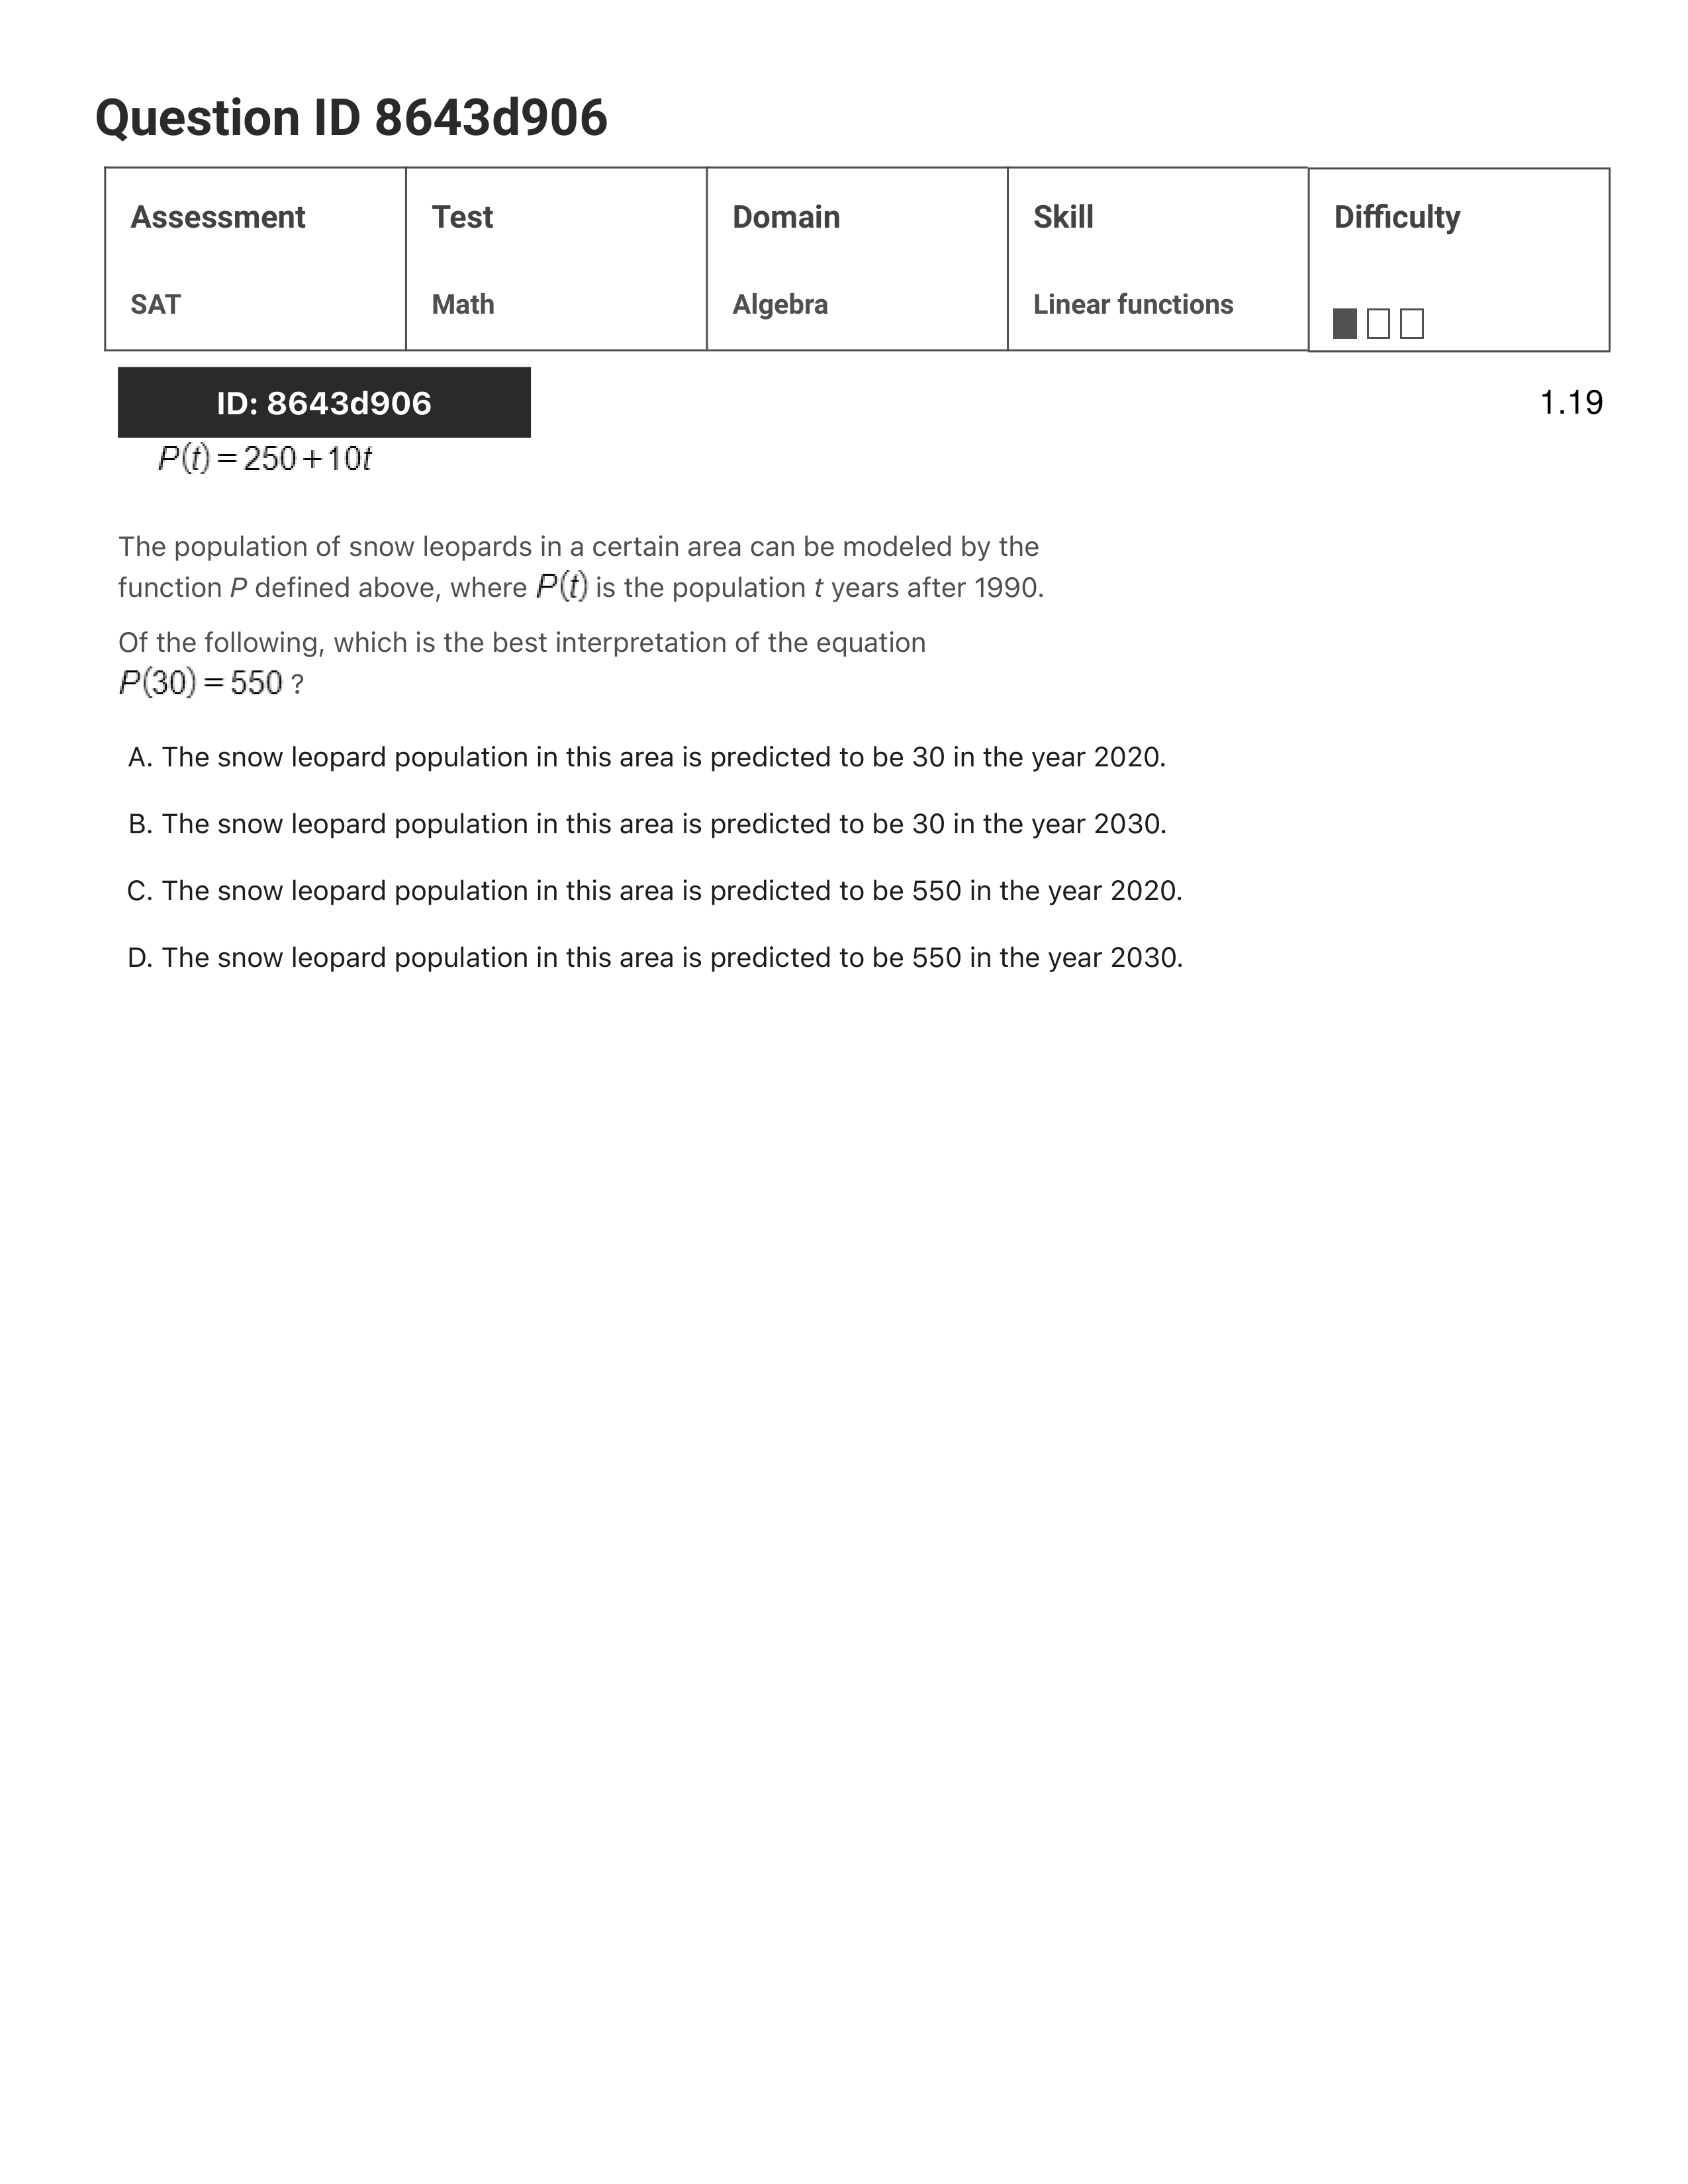 Question ID 8643d906
Assessment Test Domain Skill Difficulty
SAT Math Algebra Linear functions
ID: 8643d906 1.19
P(t) = 250 + 10t
The population of snow leopards in a certain area can be modeled by the
function P defined above, where P(t) is the population t years after 1990.
Of the following, which is the best interpretation of the equation
P(30) = 550 ?
A. The snow leopard population in this area is predicted to be 30 in the year 2020.
B. The snow leopard population in this area is predicted to be 30 in the year 2030.
C. The snow leopard population in this area is predicted to be 550 in the year 2020.
D. The snow leopard population in this area is predicted to be 550 in the year 2030.